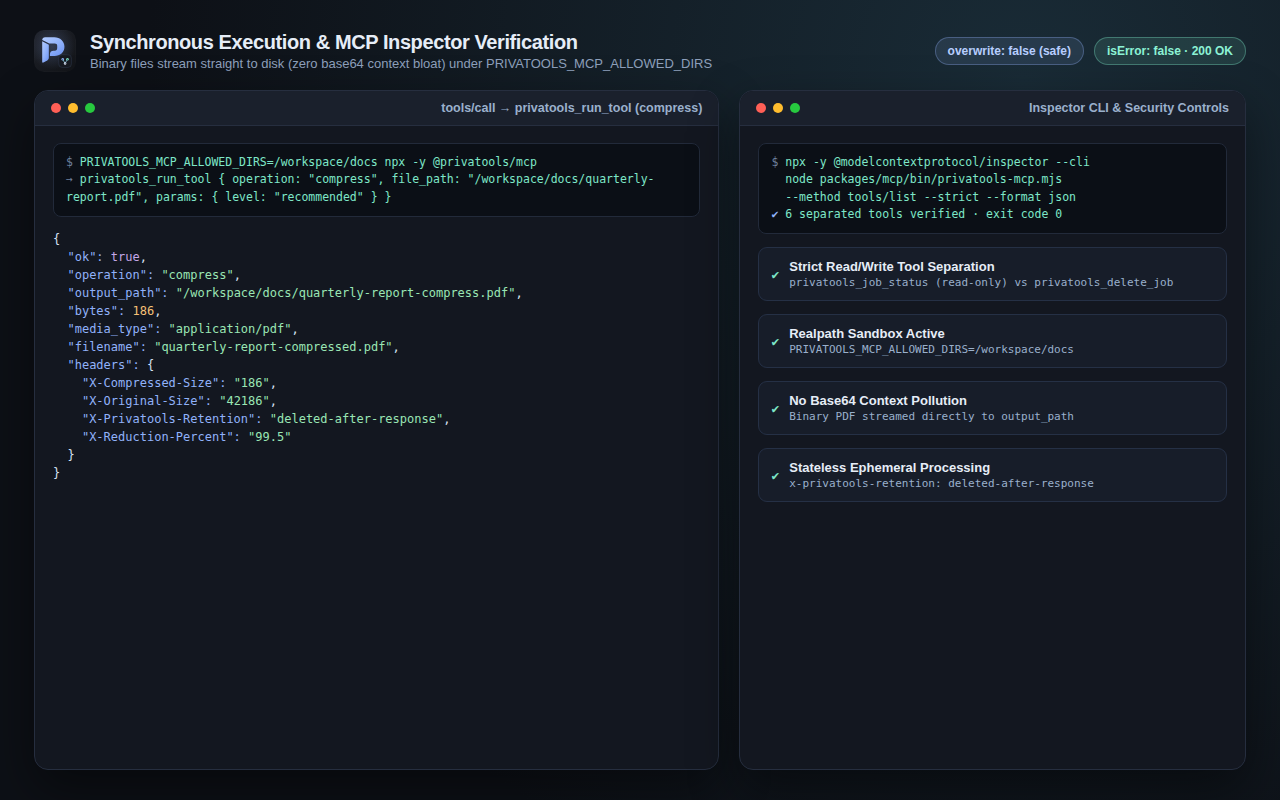 Synchronous Execution & MCP Inspector Verification
Binary files stream straight to disk (zero base64 context bloat) under PRIVATOOLS_MCP_ALLOWED_DIRS
overwrite: false (safe)
isError: false · 200 OK
tools/call → privatools_run_tool (compress)
$ PRIVATOOLS_MCP_ALLOWED_DIRS=/workspace/docs npx -y @privatools/mcp
→ privatools_run_tool { operation: "compress", file_path: "/workspace/docs/quarterly-
report.pdf", params: { level: "recommended" } }
{
"ok": true,
"operation": "compress",
"output_path": "/workspace/docs/quarterly-report-compress.pdf",
"bytes": 186,
"media_type": "application/pdf",
"filename": "quarterly-report-compressed.pdf",
"headers": {
"X-Compressed-Size": "186",
"X-Original-Size": "42186",
"X-Privatools-Retention": "deleted-after-response",
"X-Reduction-Percent": "99.5"
}
}
Inspector CLI & Security Controls
$ npx -y @modelcontextprotocol/inspector --cli
node packages/mcp/bin/privatools-mcp.mjs
--method tools/list --strict --format json
✔ 6 separated tools verified · exit code 0
✔ Strict Read/Write Tool Separation
privatools_job_status (read-only) vs privatools_delete_job
✔ Realpath Sandbox Active
PRIVATOOLS_MCP_ALLOWED_DIRS=/workspace/docs
✔ No Base64 Context Pollution
Binary PDF streamed directly to output_path
✔ Stateless Ephemeral Processing
x-privatools-retention: deleted-after-response